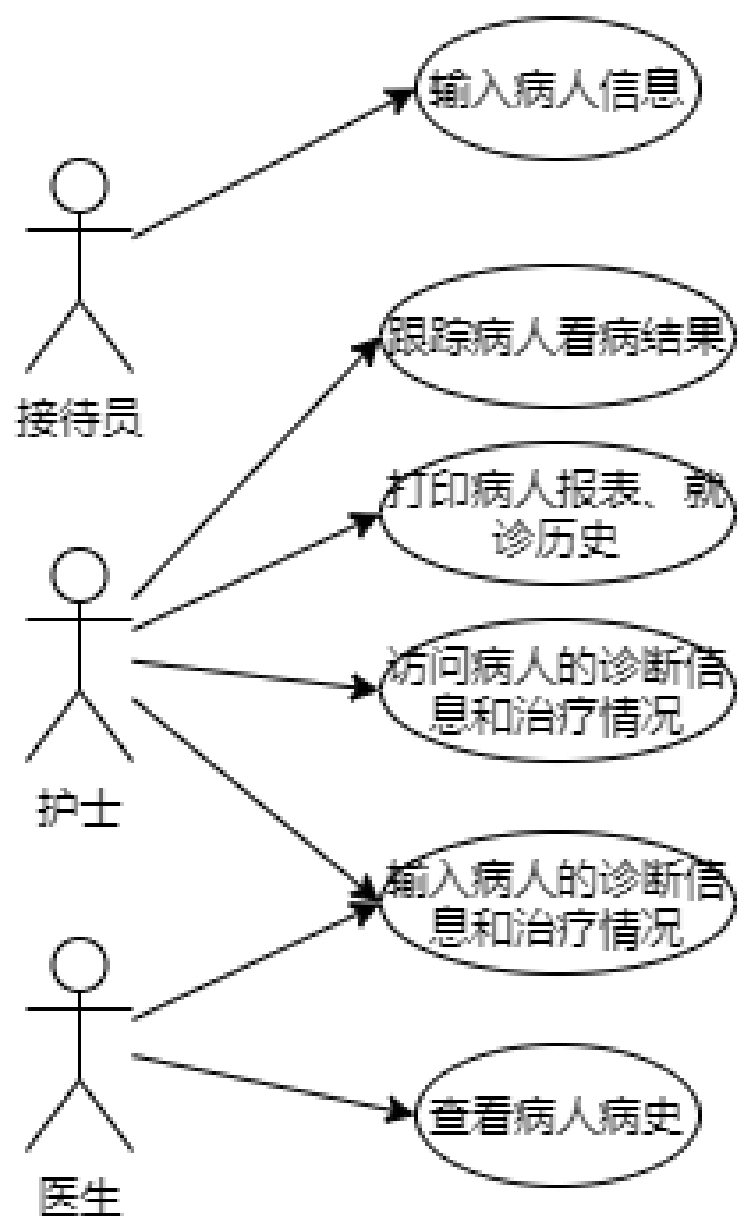 输入病人信息
接待员
跟踪病人看病结果
打印病人报表、就
诊历史
访问病人的诊断信
息和治疗情况
护士
输入病人的诊断信
息和治疗情况
查看病人病史
医生